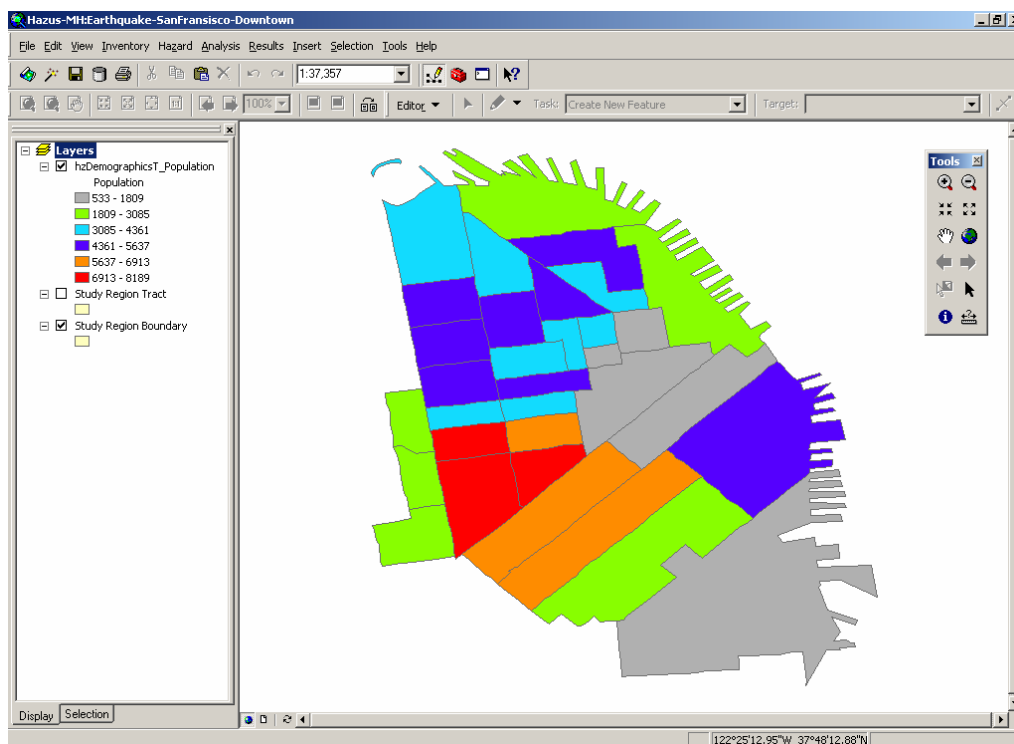 Hazus-MH:Earthquake-SanFransisco-Downtown
File Edit View Inventory Hazard Analysis Results Insert Selection Tools Help
1:37,357
100% Editor Task: Create New Feature Target:
Layers
hzDemographicsT_Population
Population
533 - 1809
1809 - 3085
3085 - 4361
4361 - 5637
5637 - 6913
6913 - 8189
Study Region Tract
Study Region Boundary
Tools
Display Selection
122°25'12.95"W 37°48'12.88"N